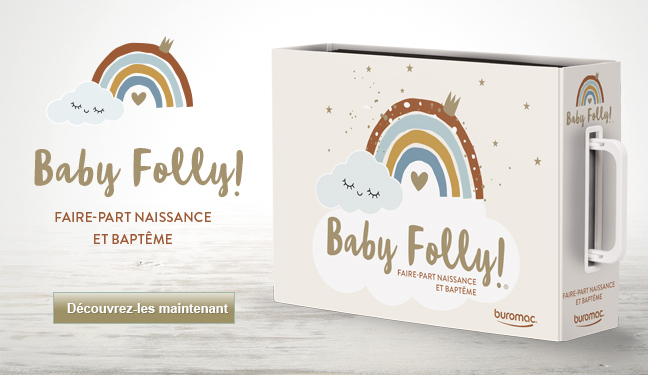 Baby Folly!
FAIRE-PART NAISSANCE
ET BAPTÊME
Découvrez-les maintenant
Baby Folly!®
FAIRE-PART NAISSANCE
ET BAPTÊME
buromac
Baby Folly!
FAIRE-PART NAISSANCE
ET BAPTÊME
buromac